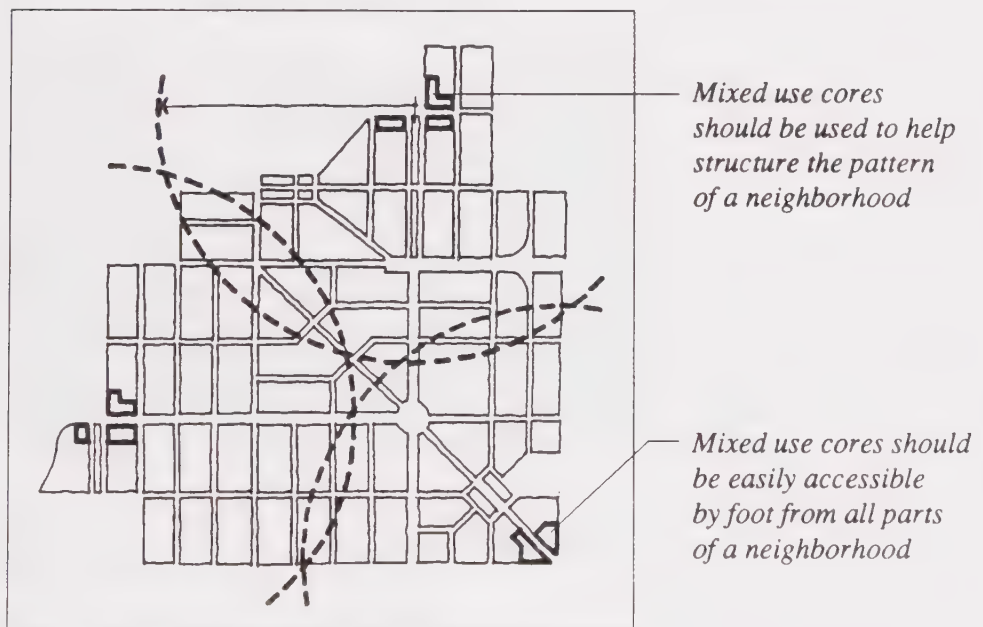 Mixed use cores
should be used to help
structure the pattern
of a neighborhood
Mixed use cores should
be easily accessible
by foot from all parts
of a neighborhood